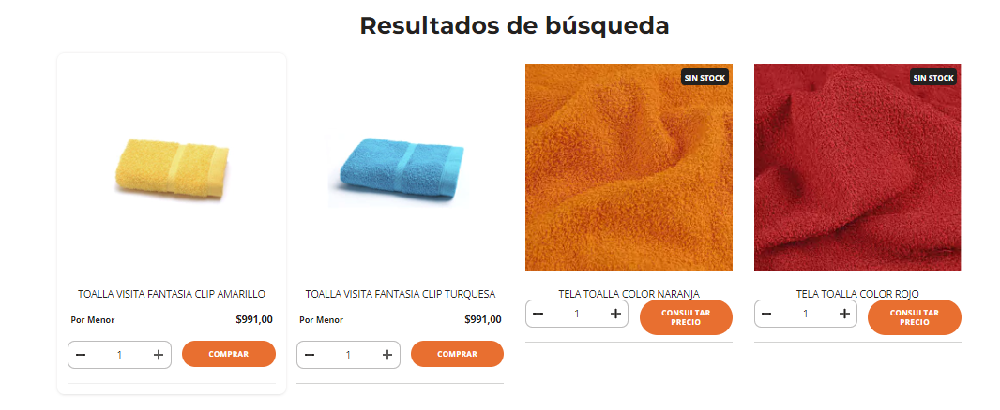 Resultados de búsqueda
SIN STOCK
SIN STOCK
TOALLA VISITA FANTASIA CLIP AMARILLO
Por Menor $991,00
1 COMPRAR
TOALLA VISITA FANTASIA CLIP TURQUESA
Por Menor $991,00
1 COMPRAR
TELA TOALLA COLOR NARANJA
1 CONSULTAR
PRECIO
TELA TOALLA COLOR ROJO
1 CONSULTAR
PRECIO